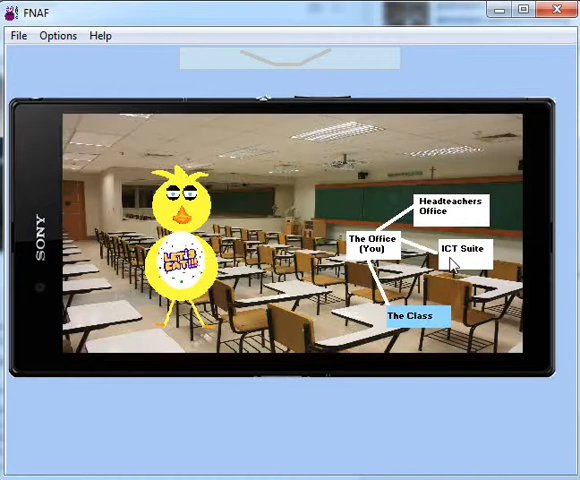 FNAF
File Options Help
SONY
LET'S
EAT!!!
Headteachers
Office
The Office
(You)
ICT Suite
The Class